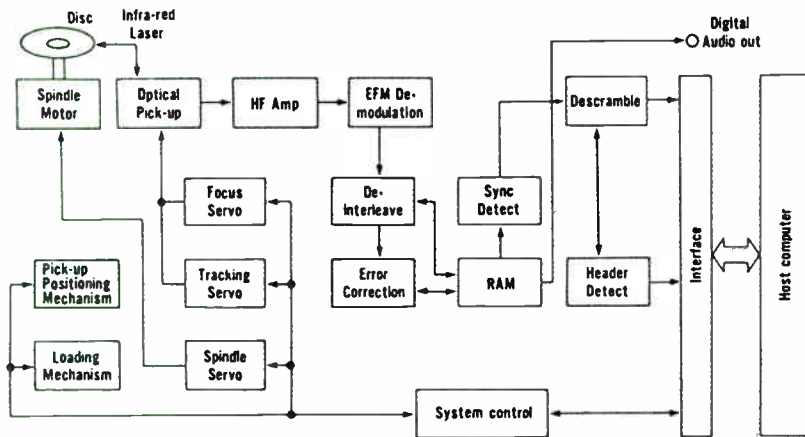 Disc
Infra-red
Laser
Digital
Audio out
Spindle
Motor
Optical
Pick-up
HF Amp
EFM De-
modulation
Descramble
Focus
Servo
De-
Interleave
Sync
Detect
Pick-up
Positioning
Mechanism
Tracking
Servo
Error
Correction
RAM
Header
Detect
Interface
Host computer
Loading
Mechanism
Spindle
Servo
System control